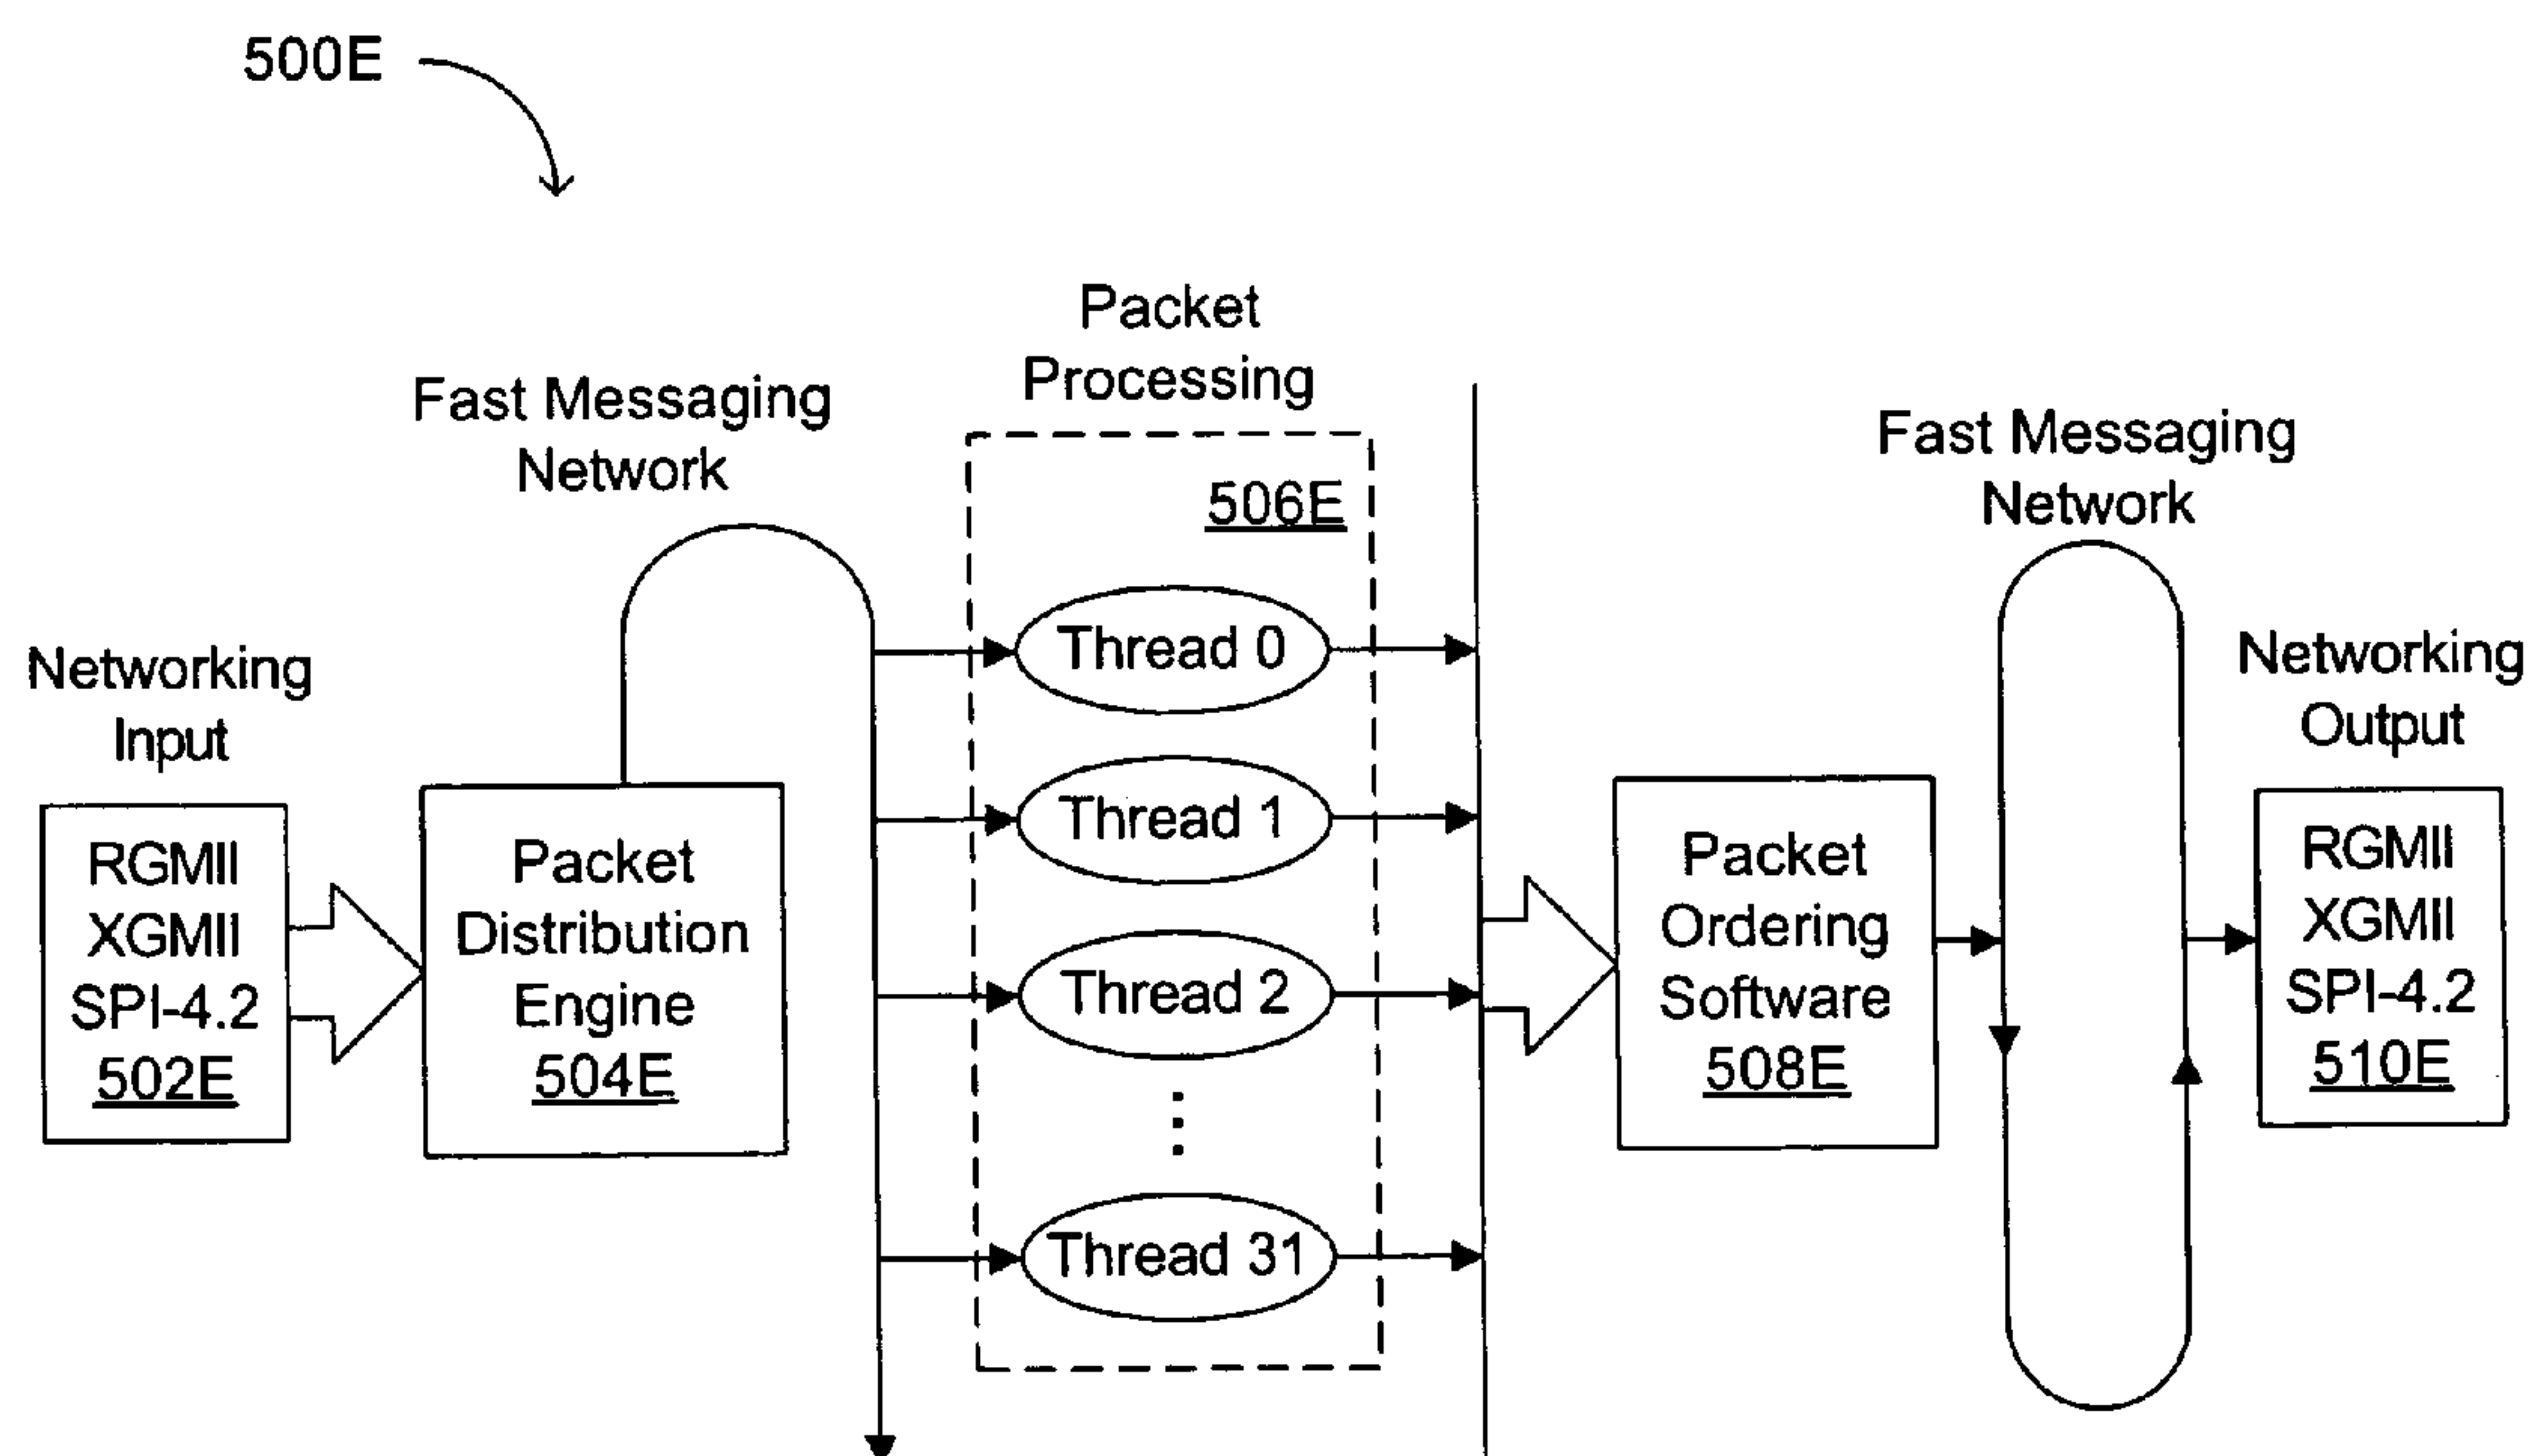 500E
Packet
Processing
Fast Messaging
Network
Fast Messaging
Network
506E
Networking
Input
RGMII
XGMII
SPI-4.2
502E
Packet
Distribution
Engine
504E
Thread 0
Thread 1
Thread 2
Thread 31
Packet
Ordering
Software
508E
Networking
Output
RGMII
XGMII
SPI-4.2
510E